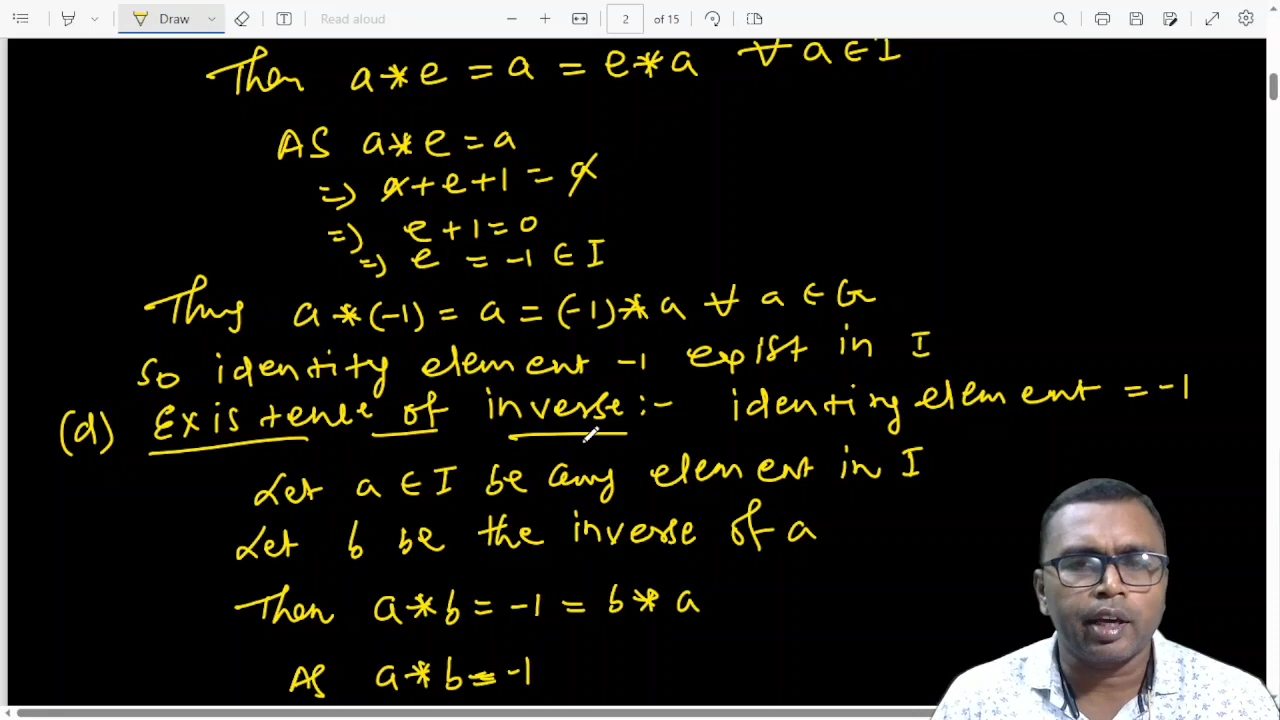 Draw
Read aloud
2 of 15
Then a*e = a = e*a ∀ a ∈ I
As a*e = a
=> a+e+1 = a
=> e+1=0
=> e = -1 ∈ I
Thus a*(-1) = a = (-1)*a ∀ a ∈ G
So identity element -1 exist in I
(d) Existence of inverse :- identity element = -1
Let a ∈ I be any element in I
Let b be the inverse of a
Then a*b = -1 = b*a
As a*b = -1